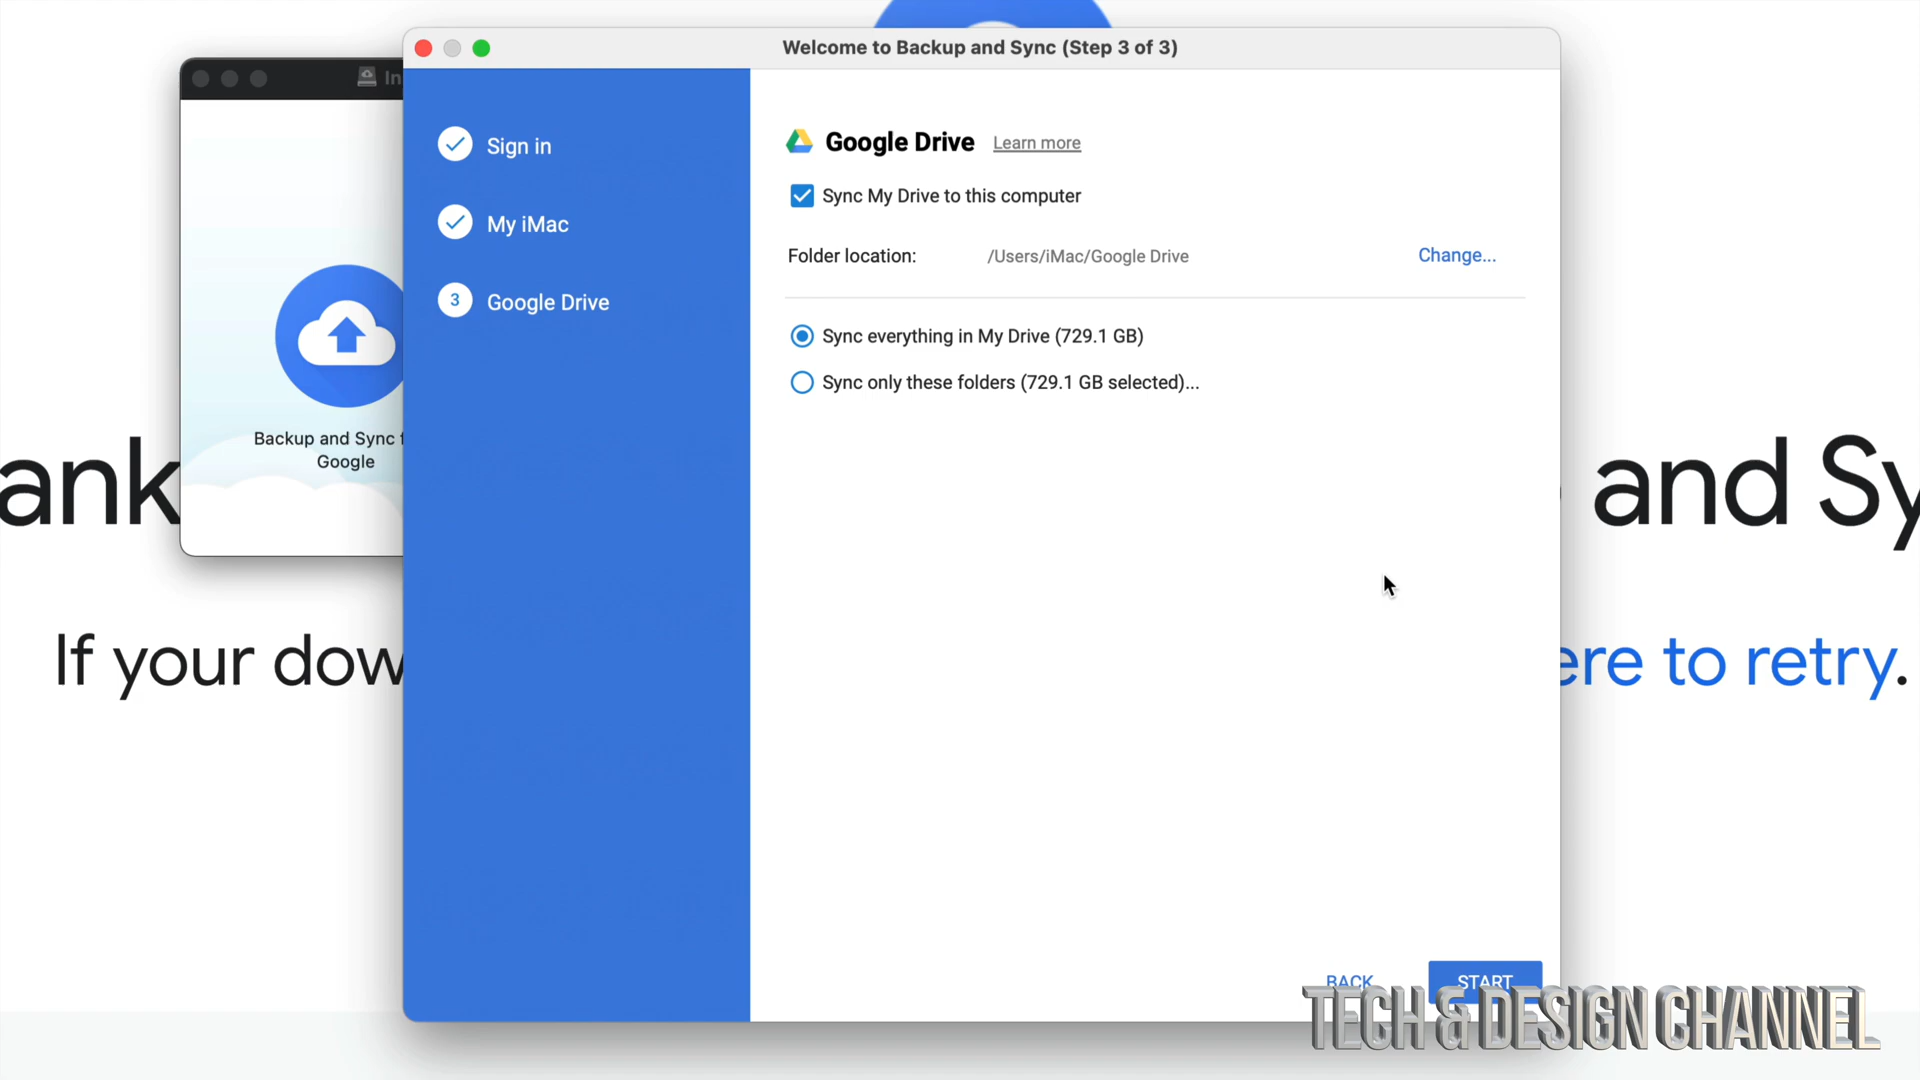 Welcome to Backup and Sync (Step 3 of 3)
In
Sign in
My iMac
3 Google Drive
Google Drive Learn more
Sync My Drive to this computer
Folder location: /Users/iMac/Google Drive Change...
Sync everything in My Drive (729.1 GB)
Sync only these folders (729.1 GB selected)...
Backup and Sync f
Google
ank and Sy
If your dow ere to retry.
BACK START
TECH & DESIGN CHANNEL